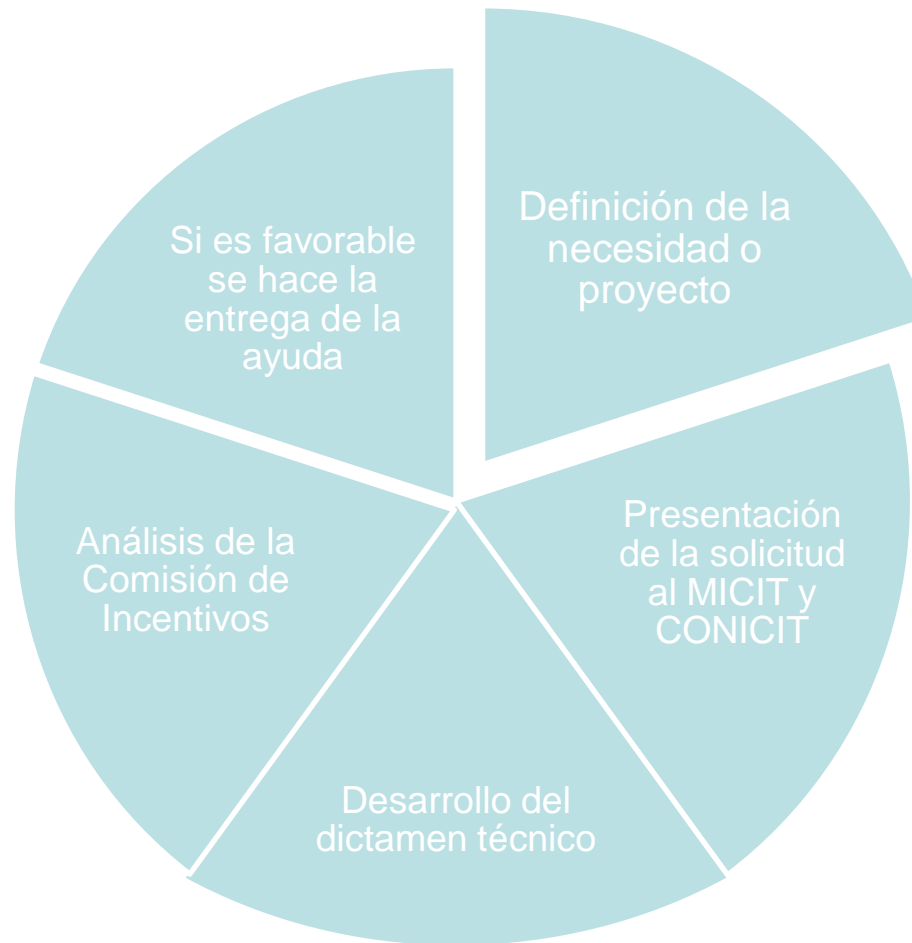 Definición de la
necesidad o
proyecto
Presentación
de la solicitud
al MICIT y
CONICIT
Desarrollo del
dictamen técnico
Análisis de la
Comisión de
Incentivos
Si es favorable
se hace la
entrega de la
ayuda